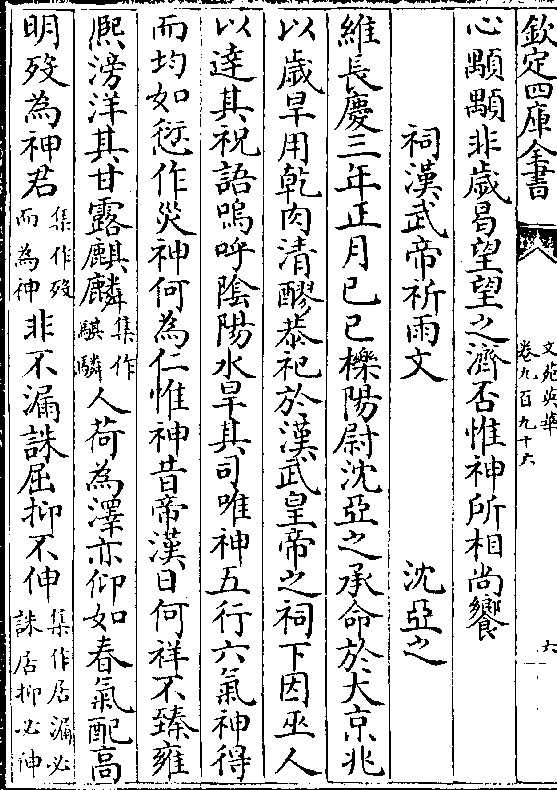 欽定四庫全書
文苑英華
卷九百九十六
六
心顒顒非歲曷望望之濟否惟神所相尚饗
祠漢武帝祈雨文 沈亞之
維長慶三年正月己巳櫟陽尉沈亞之承命於大京兆
以歲旱用乾肉清醪恭祀於漢武皇帝之祠下因巫人
以達其祝語嗚呼陰陽水旱其司唯神五行六氣神得
而均如愆作災神何為仁惟神昔帝漢日何祥不臻雍
熈滂洋其甘露麒麟集作騏驎人荷為澤亦仰如春氣配高
明歿為神君集作歿而為神非不漏誅屈抑不伸集作居漏必誅居抑必伸